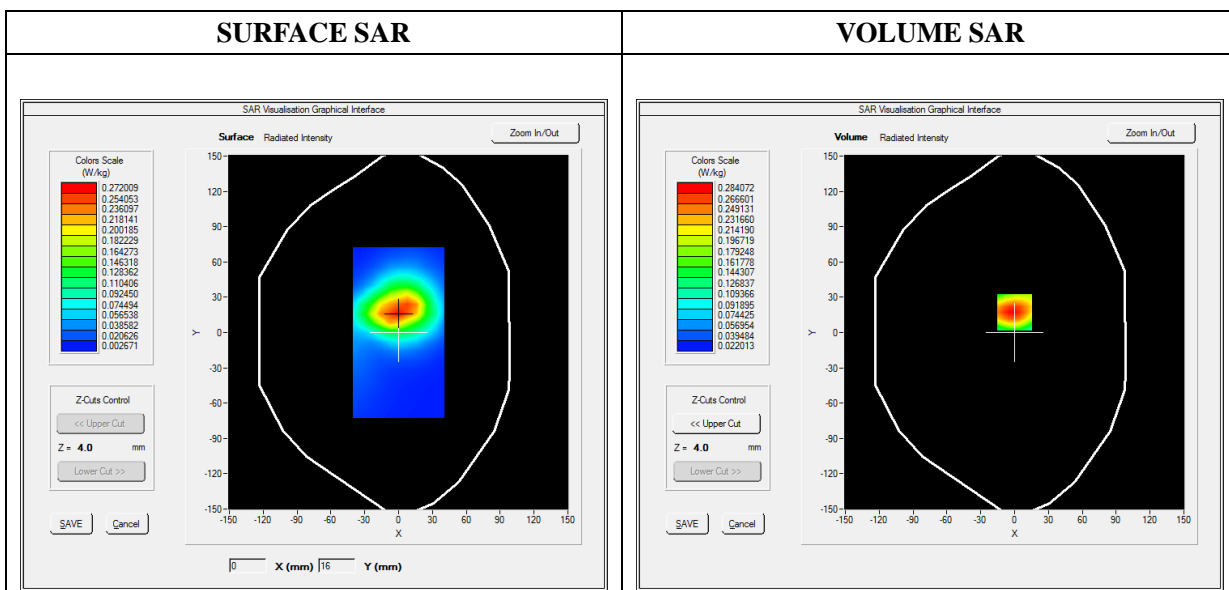 SURFACE SAR
VOLUME SAR
SAR Visualisation Graphical Interface
Surface Radiated Intensity
Zoom In/Out
Colors Scale
(W/kg)
0.272009
0.254053
0.236097
0.218141
0.200185
0.182229
0.164273
0.146318
0.128362
0.110406
0.092450
0.074494
0.056538
0.038582
0.020626
0.002671
Z-Cuts Control
<< Upper Cut
Z = 4.0 mm
Lower Cut >>
SAVE Cancel
150
120
90
60
30
0
-30
-60
-90
-120
-150
Y
-150 -120 -90 -60 -30 0 30 60 90 120 150
X
0 X (mm) 16 Y (mm)
SAR Visualisation Graphical Interface
Volume Radiated Intensity
Zoom In/Out
Colors Scale
(W/kg)
0.284072
0.266601
0.249131
0.231660
0.214190
0.196719
0.179248
0.161778
0.144307
0.126837
0.109366
0.091895
0.074425
0.056954
0.039484
0.022013
Z-Cuts Control
<< Upper Cut
Z = 4.0 mm
Lower Cut >>
SAVE Cancel
150
120
90
60
30
0
-30
-60
-90
-120
-150
Y
-150 -120 -90 -60 -30 0 30 60 90 120 150
X